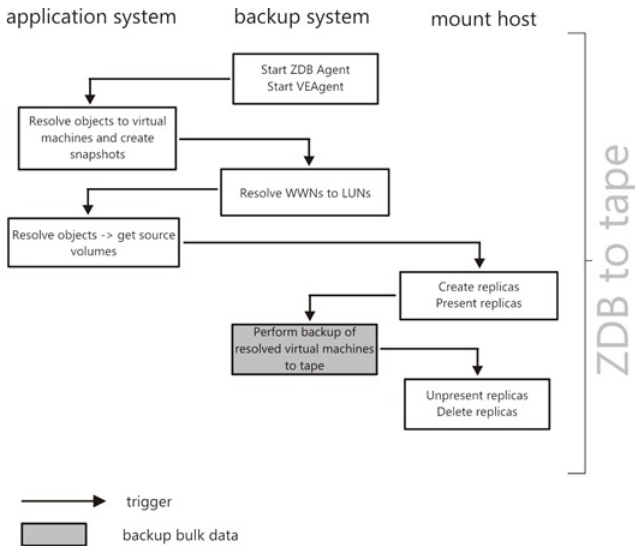 application system
backup system
mount host
Start ZDB Agent
Start VEAgent
Resolve objects to virtual
machines and create
snapshots
Resolve WWNs to LUNs
Resolve objects -> get source
volumes
Create replicas
Present replicas
Perform backup of
resolved virtual machines
to tape
Unpresent replicas
Delete replicas
ZDB to tape
trigger
backup bulk data